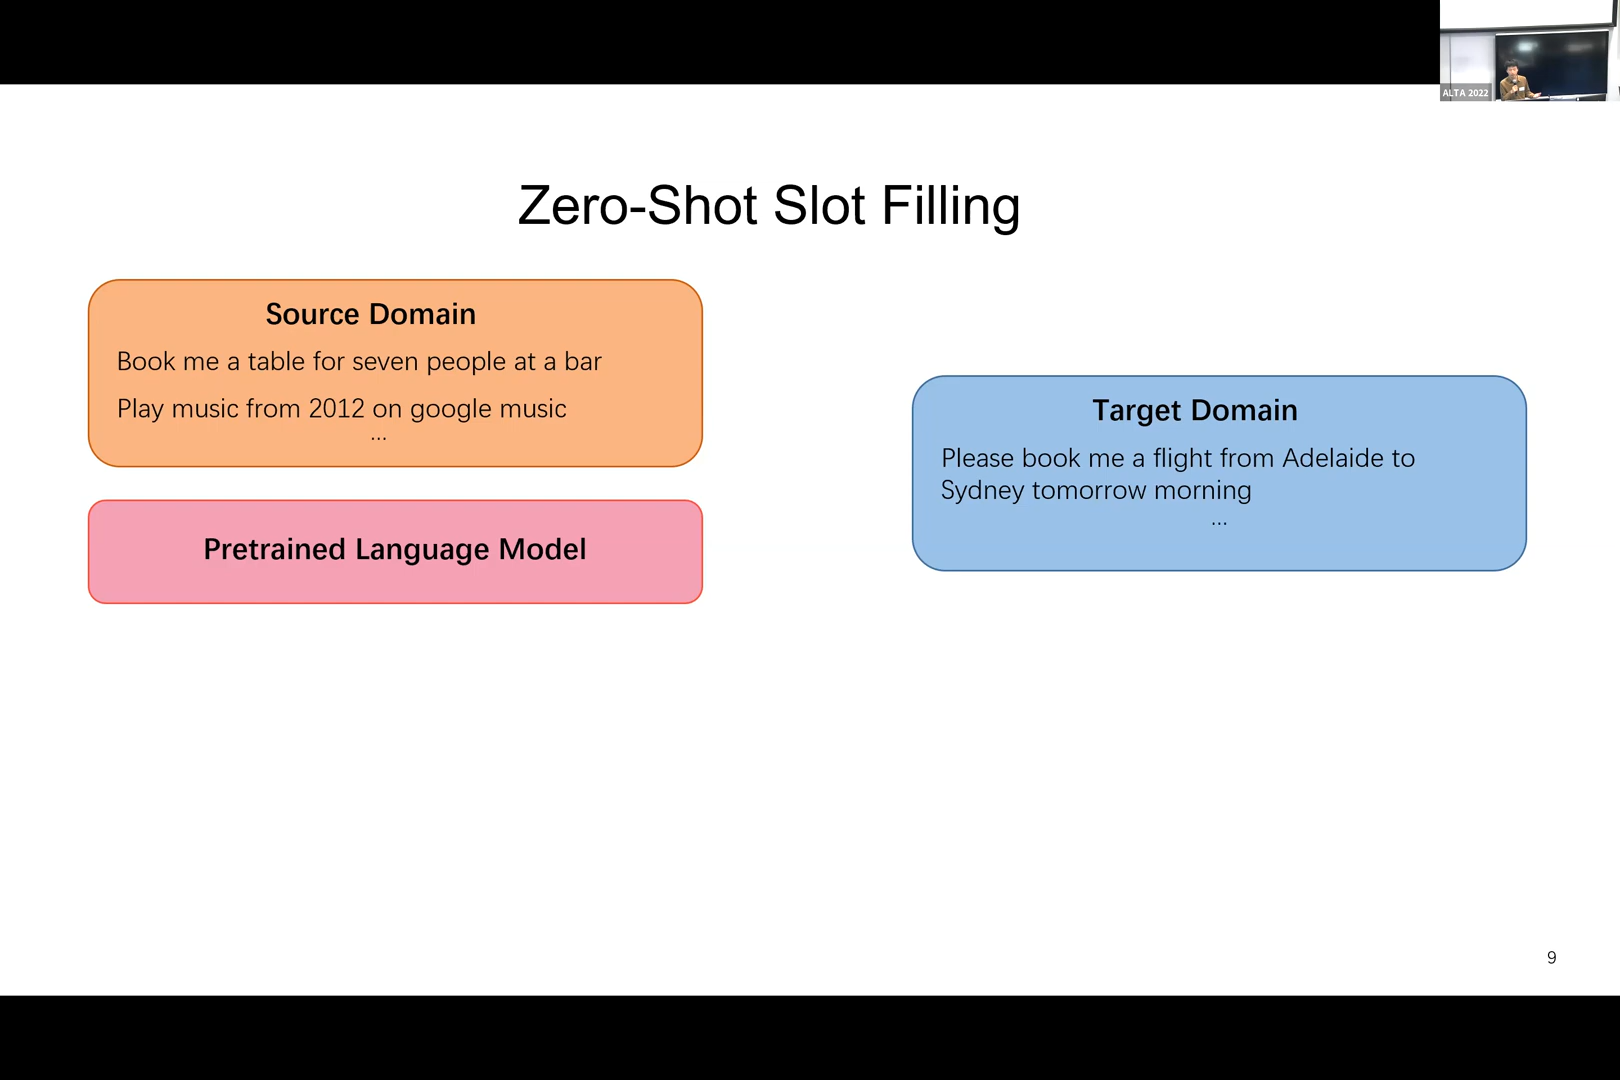 ALTA 2022
Zero-Shot Slot Filling
Source Domain
Book me a table for seven people at a bar
Play music from 2012 on google music
...
Pretrained Language Model
Target Domain
Please book me a flight from Adelaide to
Sydney tomorrow morning
...
9